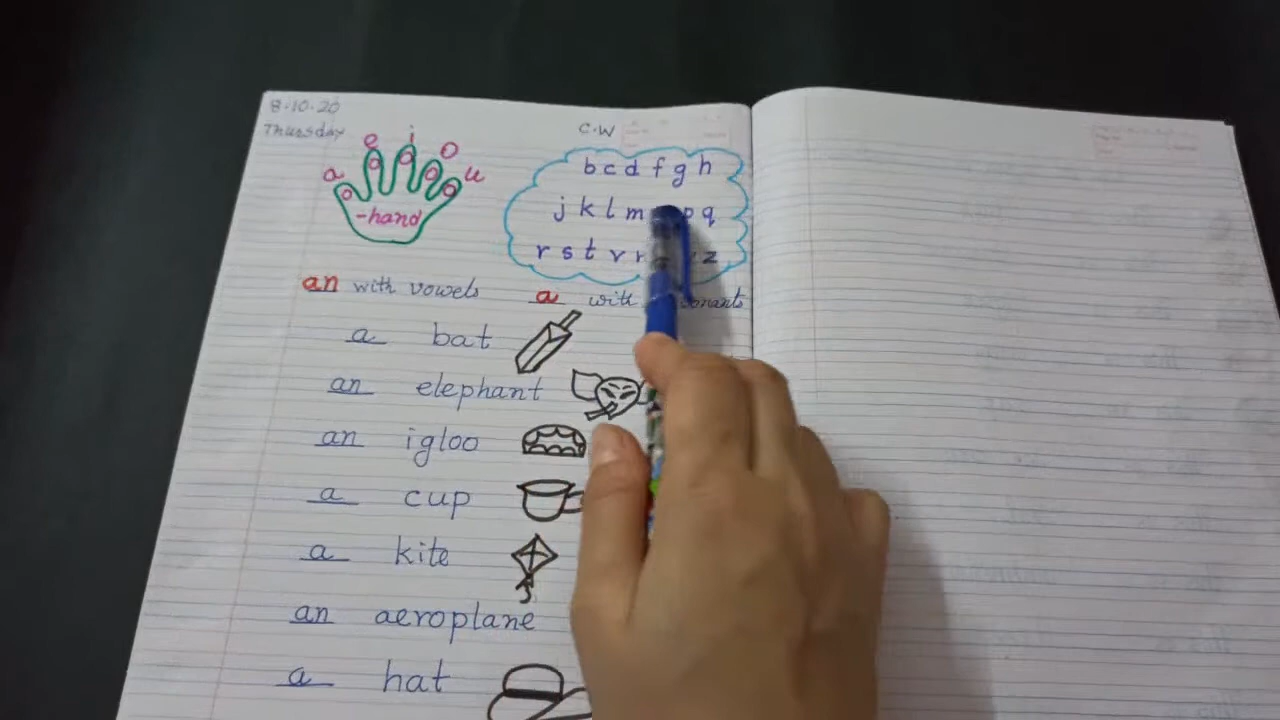 8.10.20
Thursday
C.W
a e i o u
-hand
b c d f g h
j k l m p q
r s t v z
an with vowels
a with
a bat
an elephant
an igloo
a cup
a kite
an aeroplane
a hat